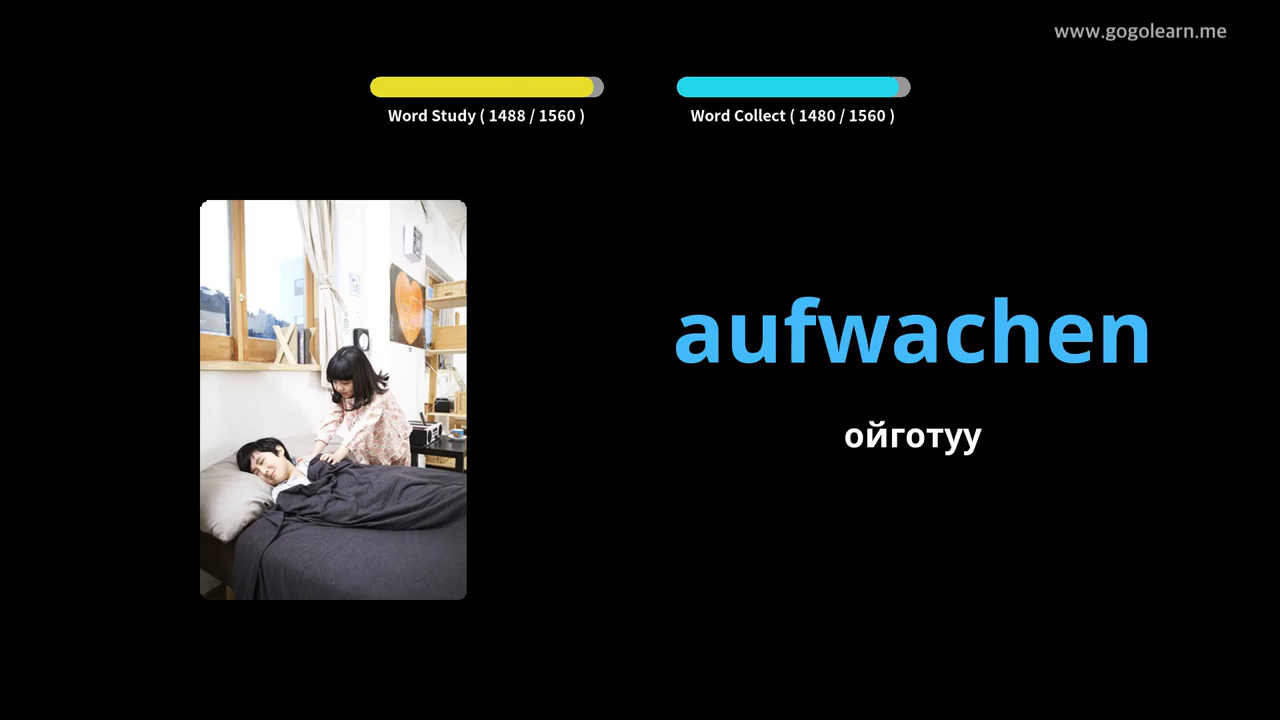 www.gogolearn.me
Word Study ( 1488 / 1560 )
Word Collect ( 1480 / 1560 )
aufwachen
ойготуу